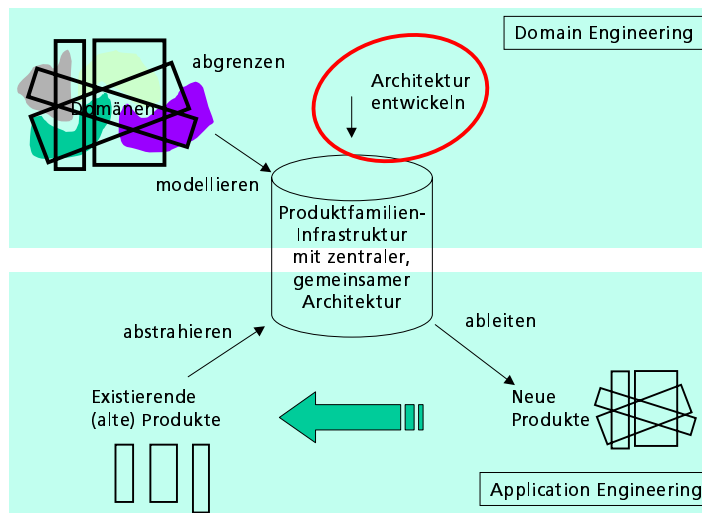 Domain Engineering
abgrenzen
Architektur
entwickeln
Domänen
modellieren
Produktfamilien-
Infrastruktur
mit zentraler,
gemeinsamer
Architektur
abstrahieren
ableiten
Existierende
(alte) Produkte
Neue
Produkte
Application Engineering